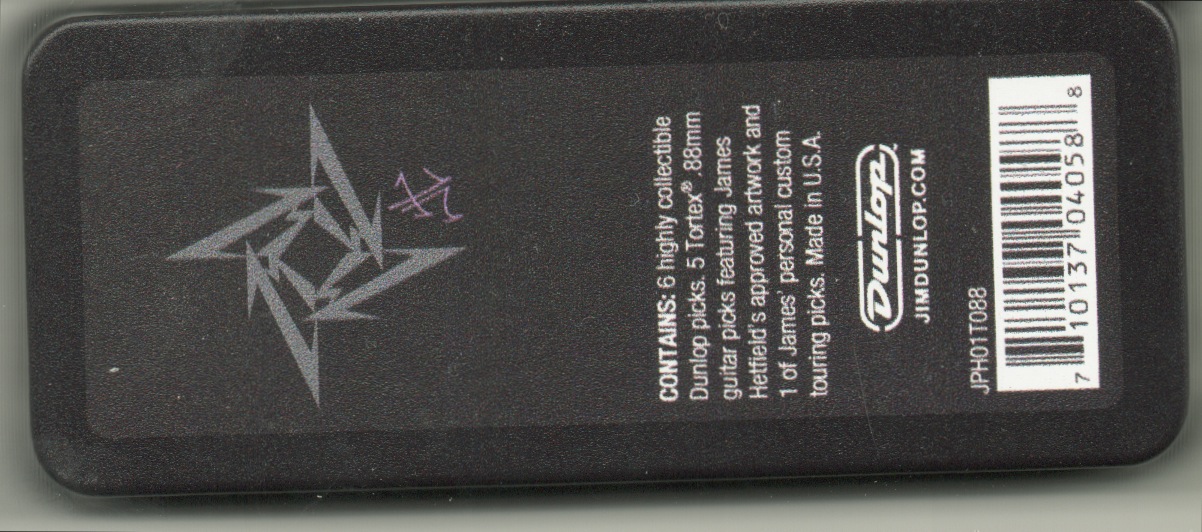 CONTAINS: 6 highly collectible
Dunlop picks. 5 Tortex® .88mm
guitar picks featuring James
Hetfield's approved artwork and
1 of James' personal custom
touring picks. Made in U.S.A.
Dunlop
JIMDUNLOP.COM
JPH01T088
7 10137 04058 8